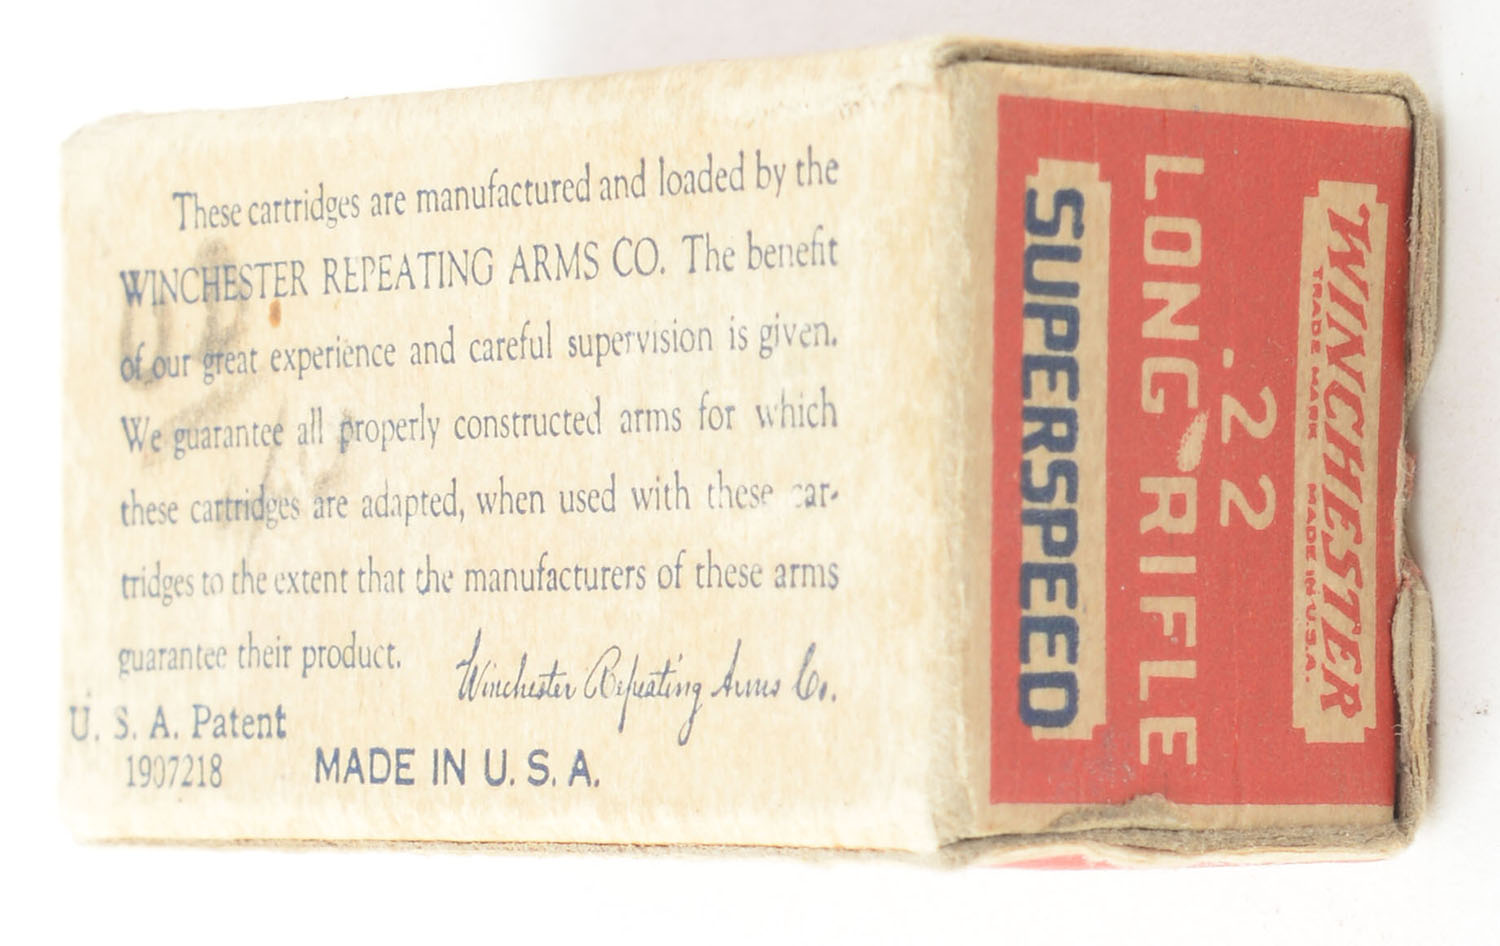 These cartridges are manufactured and loaded by the
WINCHESTER REPEATING ARMS CO. The benefit
of our great experience and careful supervision is given.
We guarantee all properly constructed arms for which
these cartridges are adapted, when used with these car-
tridges to the extent that the manufacturers of these arms
guarantee their product.
Winchester Repeating Arms Co.
U. S. A. Patent
1907218
MADE IN U. S. A.
WINCHESTER
TRADE MARK MADE IN U.S.A.
.22
LONG RIFLE
SUPERSPEED